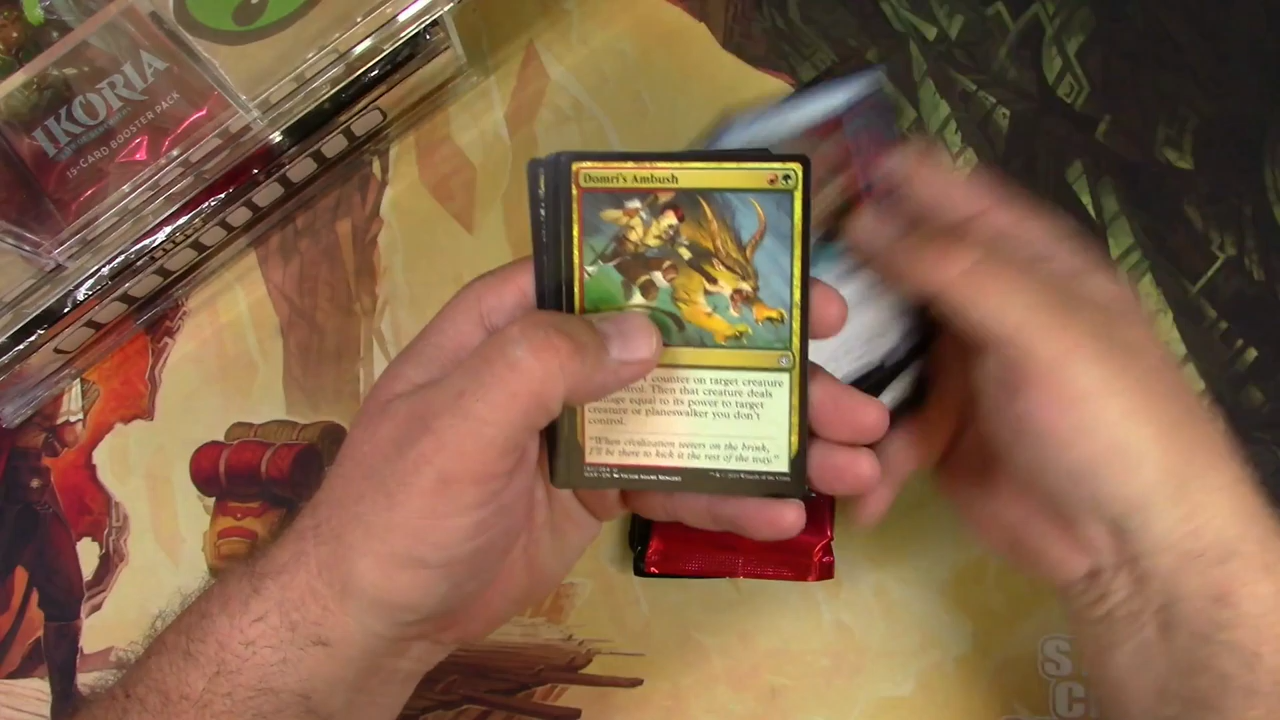 IKORIA
15-CARD BOOSTER PACK
Domri's Ambush
counter on target creature
control. Then that creature deals
damage equal to its power to target
creature or planeswalker you don't
control.
"When civilization teeters on the brink,
I'll be there to kick it the rest of the way."